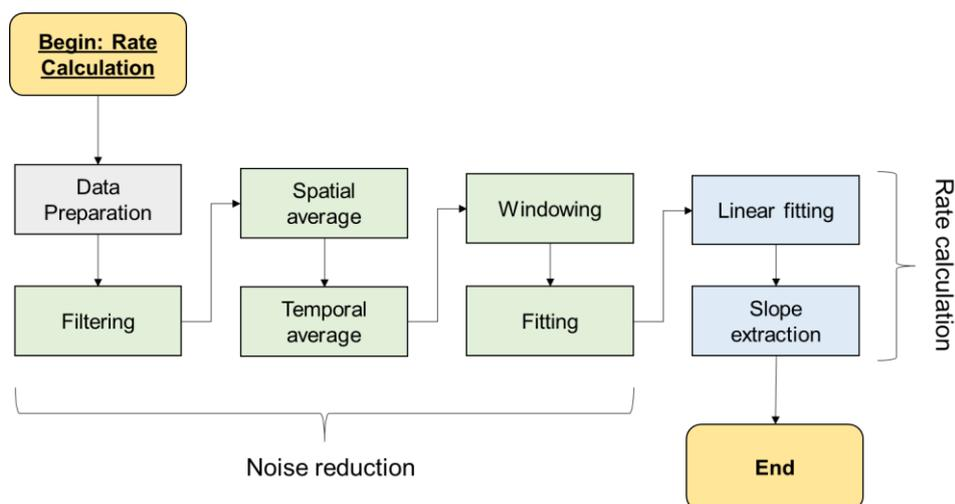 Begin: Rate
Calculation
Data
Preparation
Filtering
Spatial
average
Temporal
average
Windowing
Fitting
Linear fitting
Slope
extraction
Rate calculation
Noise reduction
End